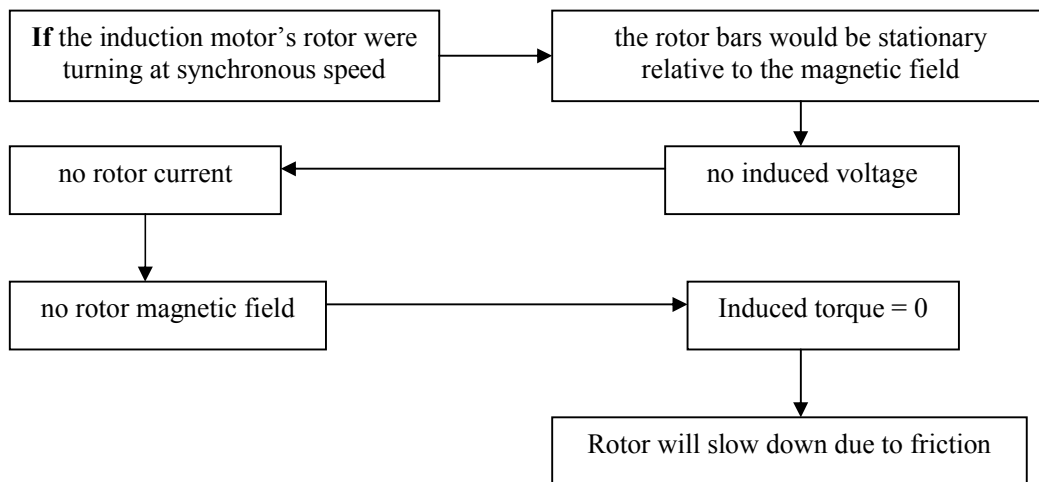 If the induction motor’s rotor were
turning at synchronous speed
the rotor bars would be stationary
relative to the magnetic field
no induced voltage
no rotor current
no rotor magnetic field
Induced torque = 0
Rotor will slow down due to friction